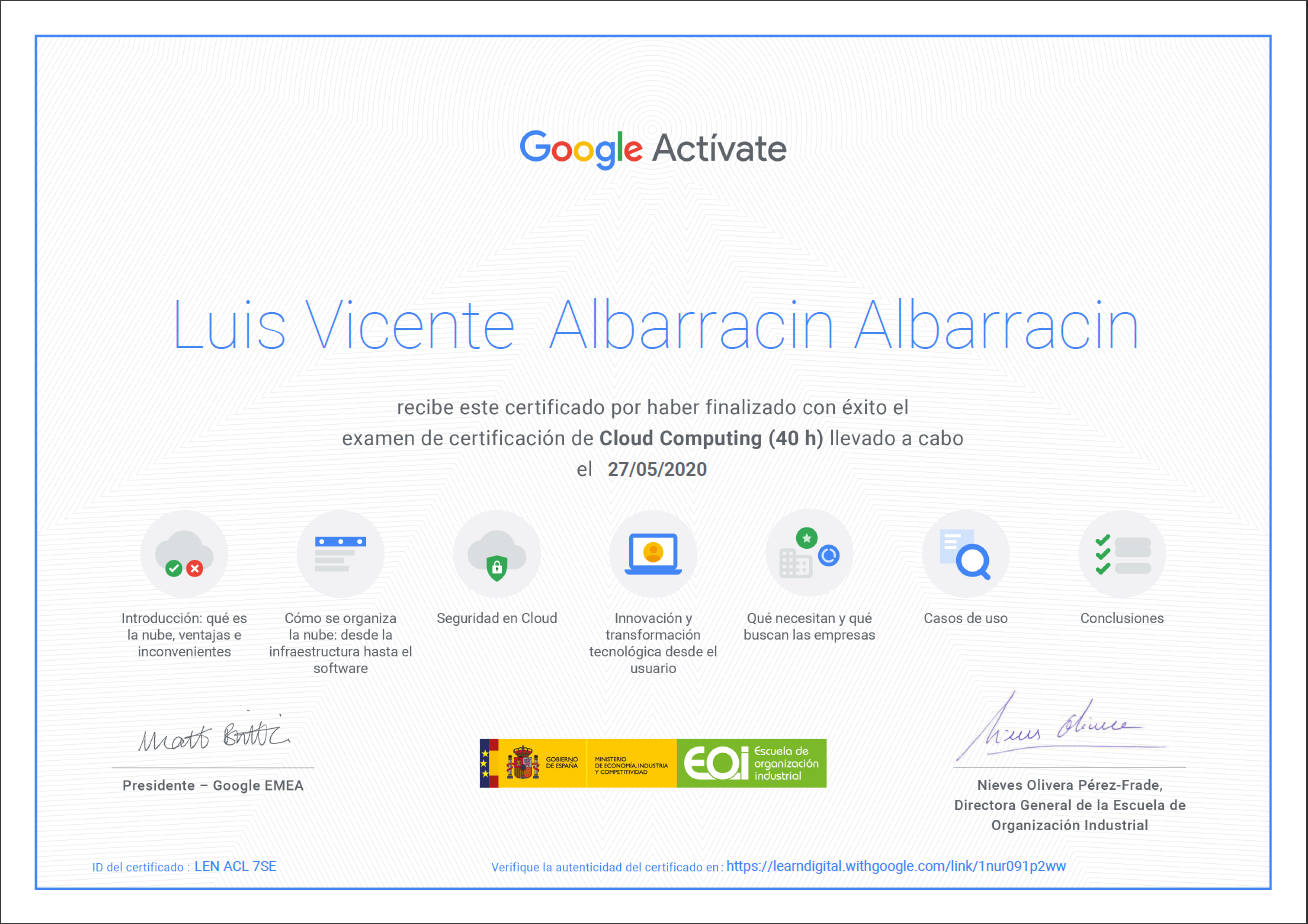 Google Actívate
Luis Vicente  Albarracin Albarracin
recibe este certificado por haber finalizado con éxito el
examen de certificación de Cloud Computing (40 h) llevado a cabo
el 27/05/2020
Introducción: qué es
la nube, ventajas e
inconvenientes
Cómo se organiza
la nube: desde la
infraestructura hasta el
software
Seguridad en Cloud
Innovación y
transformación
tecnológica desde el
usuario
Qué necesitan y qué
buscan las empresas
Casos de uso
Conclusiones
Presidente – Google EMEA
GOBIERNO
DE ESPAÑA
MINISTERIO
DE ECONOMÍA, INDUSTRIA
Y COMPETITIVIDAD
EOI
Escuela de
organización
industrial
Nieves Olivera Pérez-Frade,
Directora General de la Escuela de
Organización Industrial
ID del certificado : LEN ACL 7SE
Verifique la autenticidad del certificado en: https://learndigital.withgoogle.com/link/1nur091p2ww